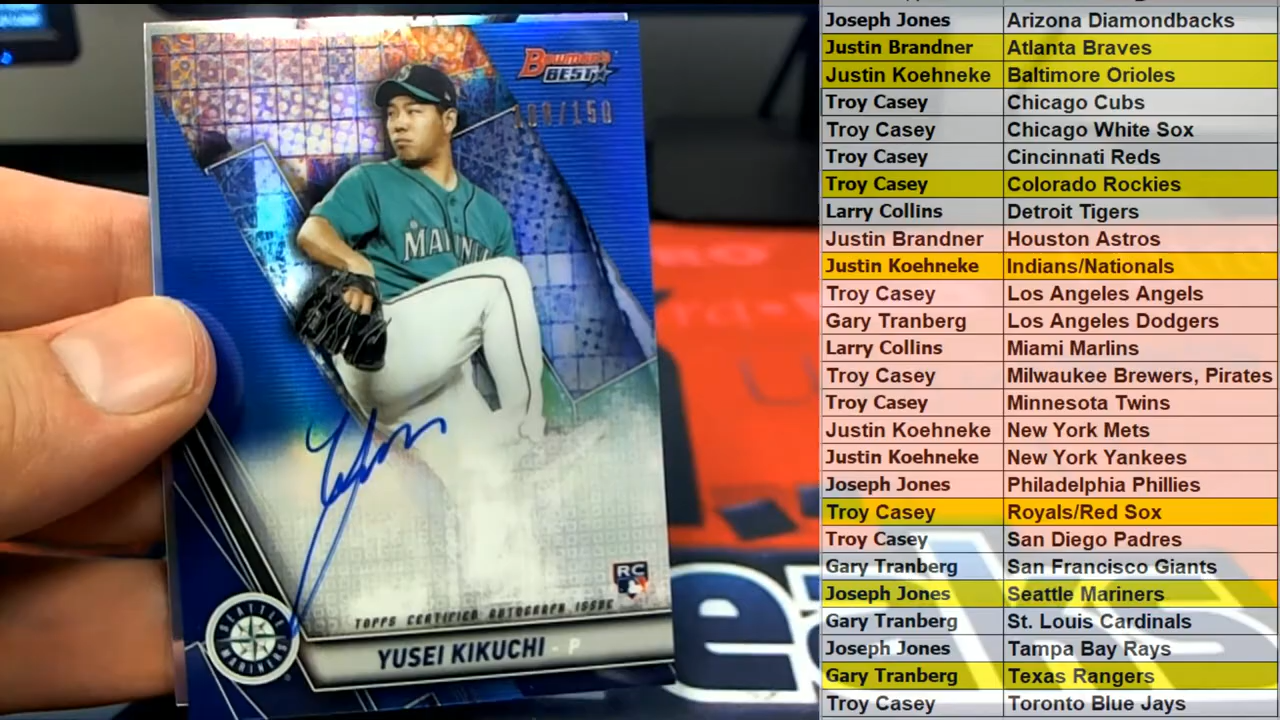 Bowman's
BEST
/150
MARINERS
TOPPS CERTIFIED AUTOGRAPH ISSUE
RC
SEATTLE
MARINERS
YUSEI KIKUCHI - P
Joseph Jones Arizona Diamondbacks
Justin Brandner Atlanta Braves
Justin Koehneke Baltimore Orioles
Troy Casey Chicago Cubs
Troy Casey Chicago White Sox
Troy Casey Cincinnati Reds
Troy Casey Colorado Rockies
Larry Collins Detroit Tigers
Justin Brandner Houston Astros
Justin Koehneke Indians/Nationals
Troy Casey Los Angeles Angels
Gary Tranberg Los Angeles Dodgers
Larry Collins Miami Marlins
Troy Casey Milwaukee Brewers, Pirates
Troy Casey Minnesota Twins
Justin Koehneke New York Mets
Justin Koehneke New York Yankees
Joseph Jones Philadelphia Phillies
Troy Casey Royals/Red Sox
Troy Casey San Diego Padres
Gary Tranberg San Francisco Giants
Joseph Jones Seattle Mariners
Gary Tranberg St. Louis Cardinals
Joseph Jones Tampa Bay Rays
Gary Tranberg Texas Rangers
Troy Casey Toronto Blue Jays